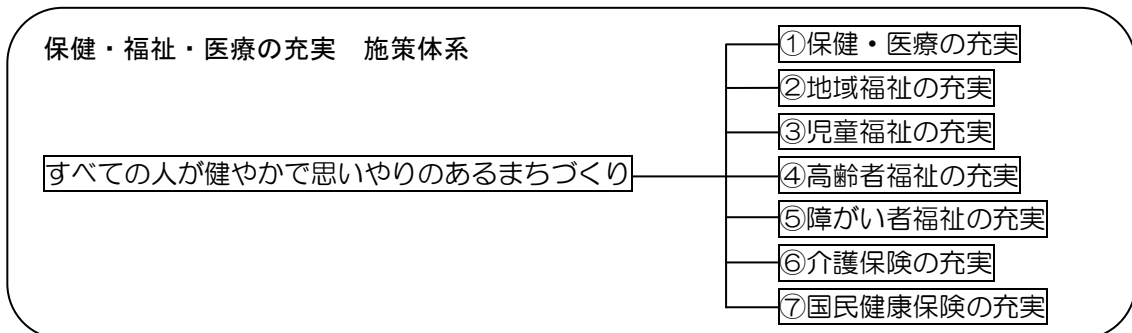 保健・福祉・医療の充実　施策体系
すべての人が健やかで思いやりのあるまちづくり
①保健・医療の充実
②地域福祉の充実
③児童福祉の充実
④高齢者福祉の充実
⑤障がい者福祉の充実
⑥介護保険の充実
⑦国民健康保険の充実